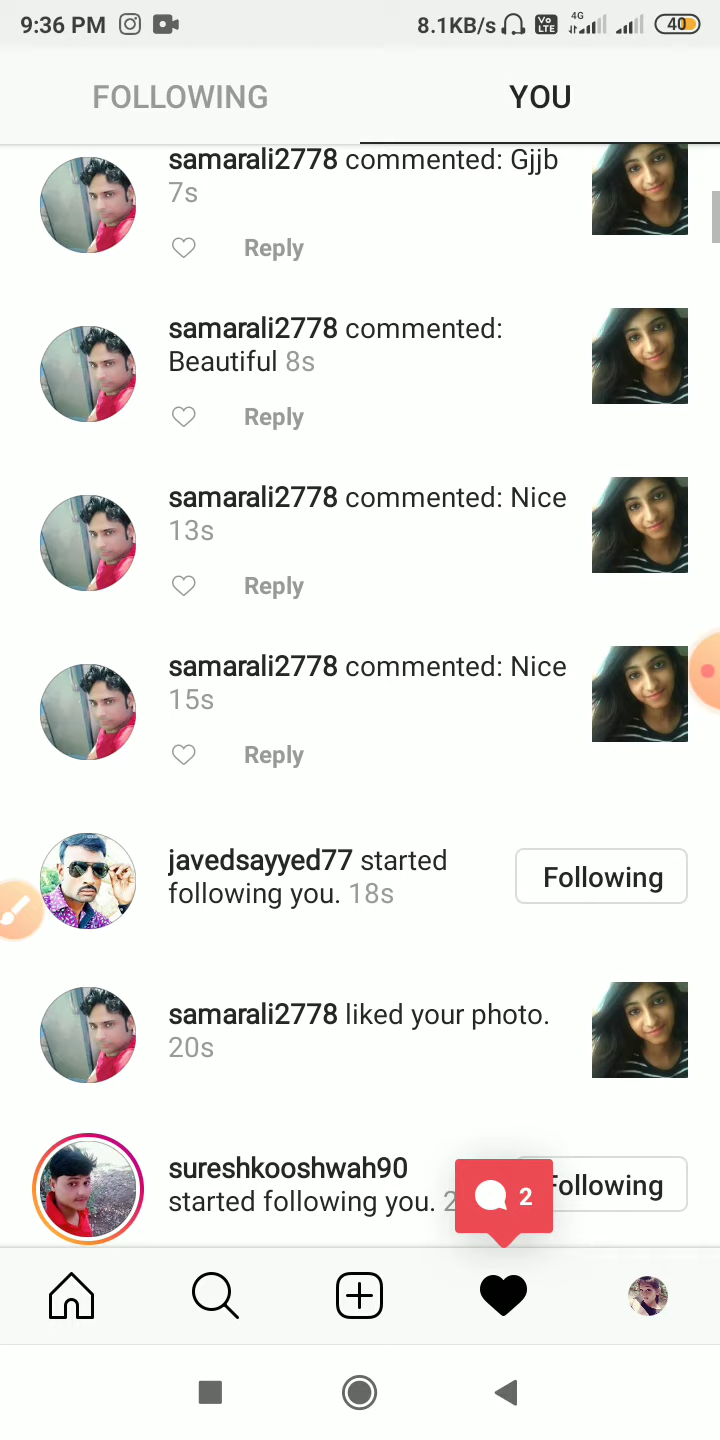 9:36 PM 8.1KB/s Vo LTE 4G 40
FOLLOWING YOU
samarali2778 commented: Gjjb
7s
Reply
samarali2778 commented:
Beautiful 8s
Reply
samarali2778 commented: Nice
13s
Reply
samarali2778 commented: Nice
15s
Reply
javedsayyed77 started
following you. 18s
Following
samarali2778 liked your photo.
20s
sureshkooshwah90
started following you.
Following
2